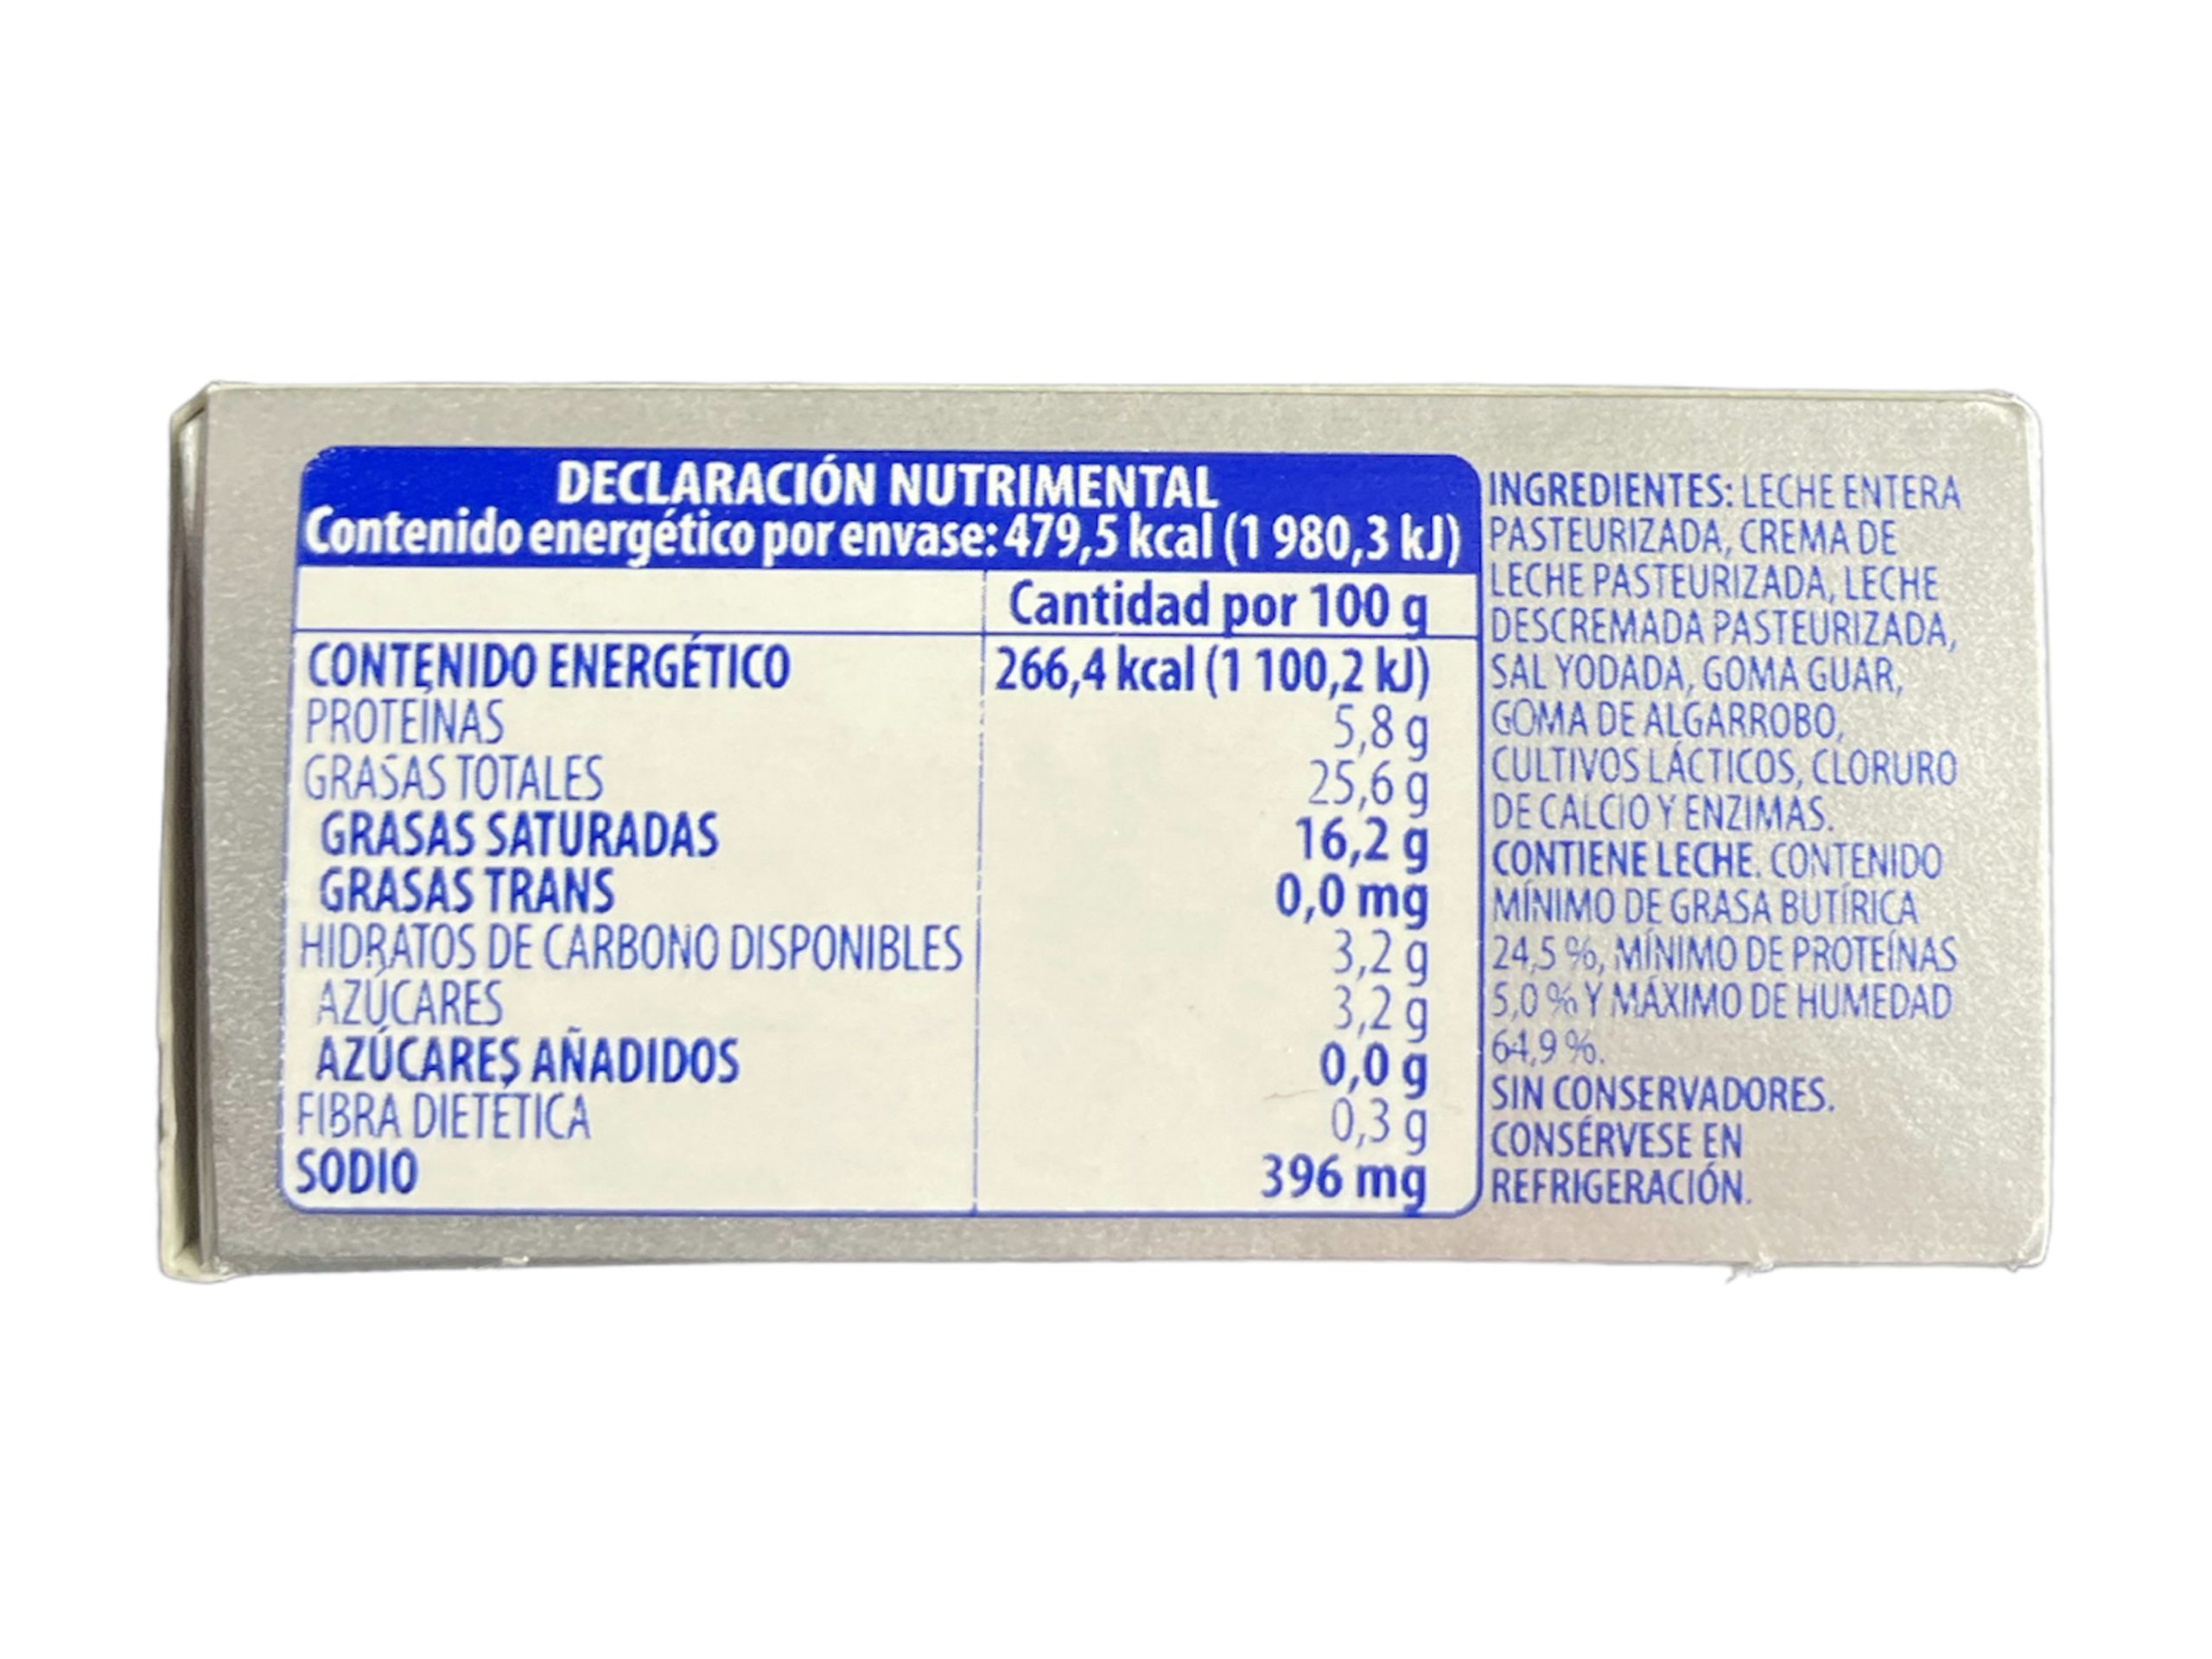 DECLARACIÓN NUTRIMENTAL
Contenido energético por envase: 479,5 kcal (1 980,3 kJ)
Cantidad por 100 g
CONTENIDO ENERGÉTICO 266,4 kcal (1 100,2 kJ)
PROTEÍNAS 5,8 g
GRASAS TOTALES 25,6 g
GRASAS SATURADAS 16,2 g
GRASAS TRANS 0,0 mg
HIDRATOS DE CARBONO DISPONIBLES 3,2 g
AZÚCARES 3,2 g
AZÚCARES AÑADIDOS 0,0 g
FIBRA DIETÉTICA 0,3 g
SODIO 396 mg
INGREDIENTES: LECHE ENTERA
PASTEURIZADA, CREMA DE
LECHE PASTEURIZADA, LECHE
DESCREMADA PASTEURIZADA,
SAL YODADA, GOMA GUAR,
GOMA DE ALGARROBO,
CULTIVOS LÁCTICOS, CLORURO
DE CALCIO Y ENZIMAS.
CONTIENE LECHE. CONTENIDO
MÍNIMO DE GRASA BUTÍRICA
24,5 %, MÍNIMO DE PROTEÍNAS
5,0 % Y MÁXIMO DE HUMEDAD
64,9 %.
SIN CONSERVADORES.
CONSÉRVESE EN
REFRIGERACIÓN.